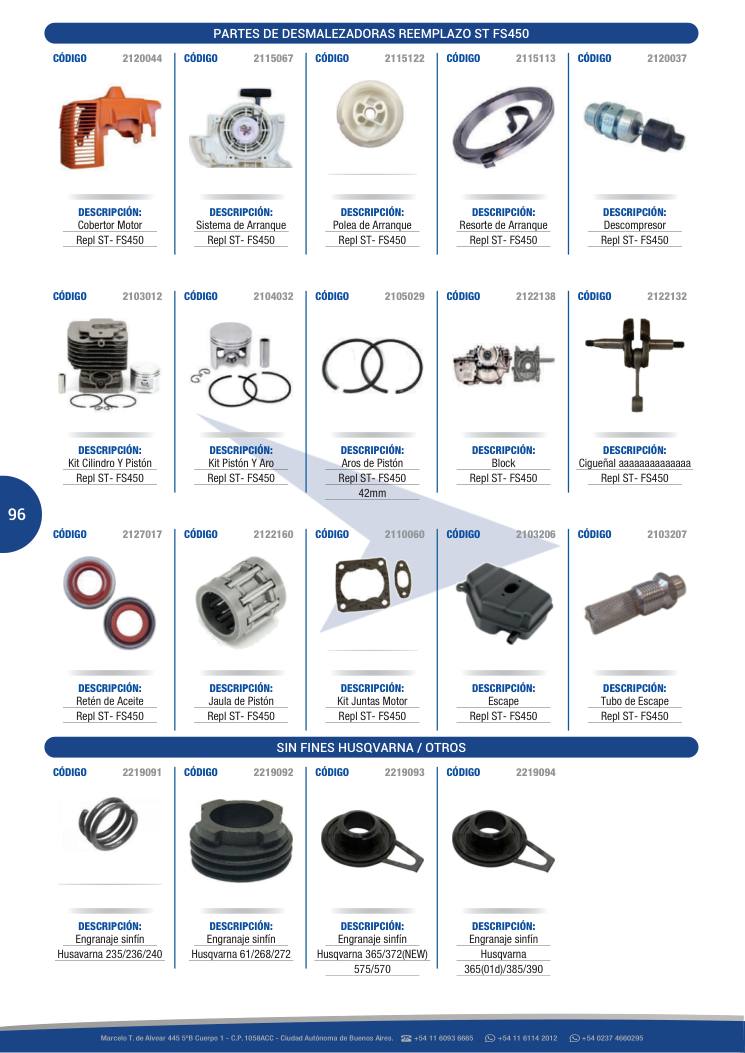 PARTES DE DESMALEZADORAS REEMPLAZO ST FS450
CÓDIGO 2120044
CÓDIGO 2115067
CÓDIGO 2115122
CÓDIGO 2115113
CÓDIGO 2120037
DESCRIPCIÓN:
Cobertor Motor
Repl ST- FS450
DESCRIPCIÓN:
Sistema de Arranque
Repl ST- FS450
DESCRIPCIÓN:
Polea de Arranque
Repl ST- FS450
DESCRIPCIÓN:
Resorte de Arranque
Repl ST- FS450
DESCRIPCIÓN:
Descompresor
Repl ST- FS450
CÓDIGO 2103012
CÓDIGO 2104032
CÓDIGO 2105029
CÓDIGO 2122138
CÓDIGO 2122132
DESCRIPCIÓN:
Kit Cilindro Y Pistón
Repl ST- FS450
DESCRIPCIÓN:
Kit Pistón Y Aro
Repl ST- FS450
DESCRIPCIÓN:
Aros de Pistón
Repl ST- FS450
42mm
DESCRIPCIÓN:
Block
Repl ST- FS450
DESCRIPCIÓN:
Cigueñal aaaaaaaaaaaaaa
Repl ST- FS450
96
CÓDIGO 2127017
CÓDIGO 2122160
CÓDIGO 2110060
CÓDIGO 2103206
CÓDIGO 2103207
DESCRIPCIÓN:
Retén de Aceite
Repl ST- FS450
DESCRIPCIÓN:
Jaula de Pistón
Repl ST- FS450
DESCRIPCIÓN:
Kit Juntas Motor
Repl ST- FS450
DESCRIPCIÓN:
Escape
Repl ST- FS450
DESCRIPCIÓN:
Tubo de Escape
Repl ST- FS450
SIN FINES HUSQVARNA / OTROS
CÓDIGO 2219091
CÓDIGO 2219092
CÓDIGO 2219093
CÓDIGO 2219094
DESCRIPCIÓN:
Engranaje sinfín
Husavarna 235/236/240
DESCRIPCIÓN:
Engranaje sinfín
Husqvarna 61/268/272
DESCRIPCIÓN:
Engranaje sinfín
Husqvarna 365/372(NEW)
575/570
DESCRIPCIÓN:
Engranaje sinfín
Husqvarna
365(01d)/385/390
Marcelo T. de Alvear 445 5ºB Cuerpo 1 - C.P. 1058ACC - Ciudad Autónoma de Buenos Aires. +54 11 6093 6665 +54 11 6114 2012 +54 0237 4660295